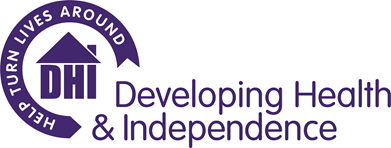 HELP TURN LIVES AROUND
DHI
Developing Health
& Independence